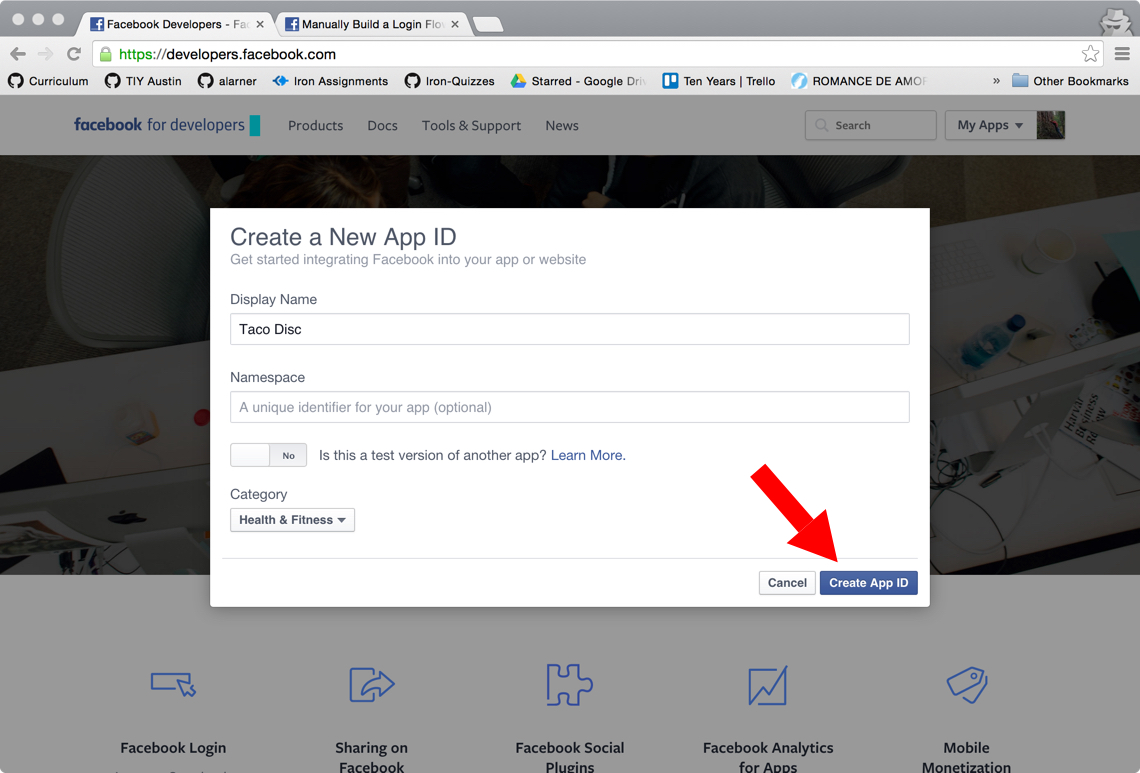 Facebook Developers - Fac
Manually Build a Login Flo
https://developers.facebook.com
Curriculum
TIY Austin
alarner
Iron Assignments
Iron-Quizzes
Starred - Google Driv
Ten Years | Trello
ROMANCE DE AMOR
»
Other Bookmarks
facebook for developers
Products
Docs
Tools & Support
News
Search
My Apps
Create a New App ID
Get started integrating Facebook into your app or website
Display Name
Taco Disc
Namespace
A unique identifier for your app (optional)
No
Is this a test version of another app? Learn More.
Category
Health & Fitness
Cancel
Create App ID
Harvard
Business
Facebook Login
Sharing on
Facebook
Facebook Social
Plugins
Facebook Analytics
for Apps
Mobile
Monetization